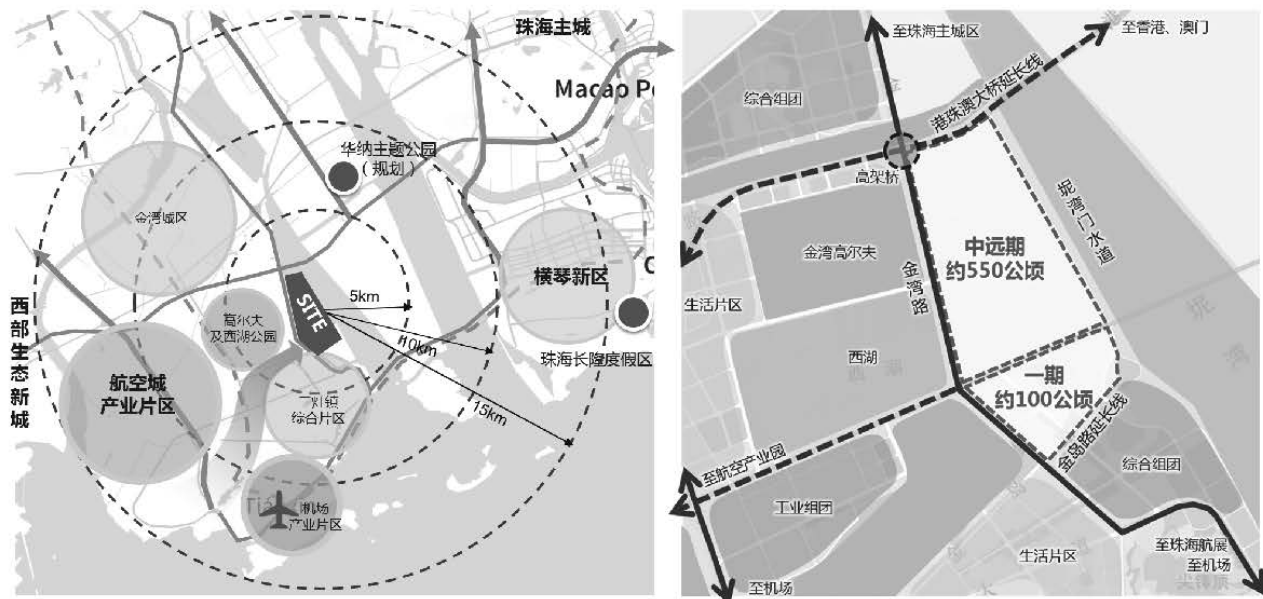 珠海主城
Macap Po
华纳主题公园
（规划）
金湾城区
横琴新区
SITE
5km
高尔夫
及西湖公园
10km
珠海长隆度假区
西部生态新城
航空城
产业片区
综合片区
15km
机场
产业片区
至珠海主城区
至香港、澳门
综合组团
港珠澳大桥延长线
高架桥
泥湾门水道
金湾高尔夫
金湾路
中远期
约550公顷
生活片区
西湖
一期
约100公顷
金岛路延长线
至航空产业园
综合组团
工业组团
生活片区
至珠海航展
至机场
至机场